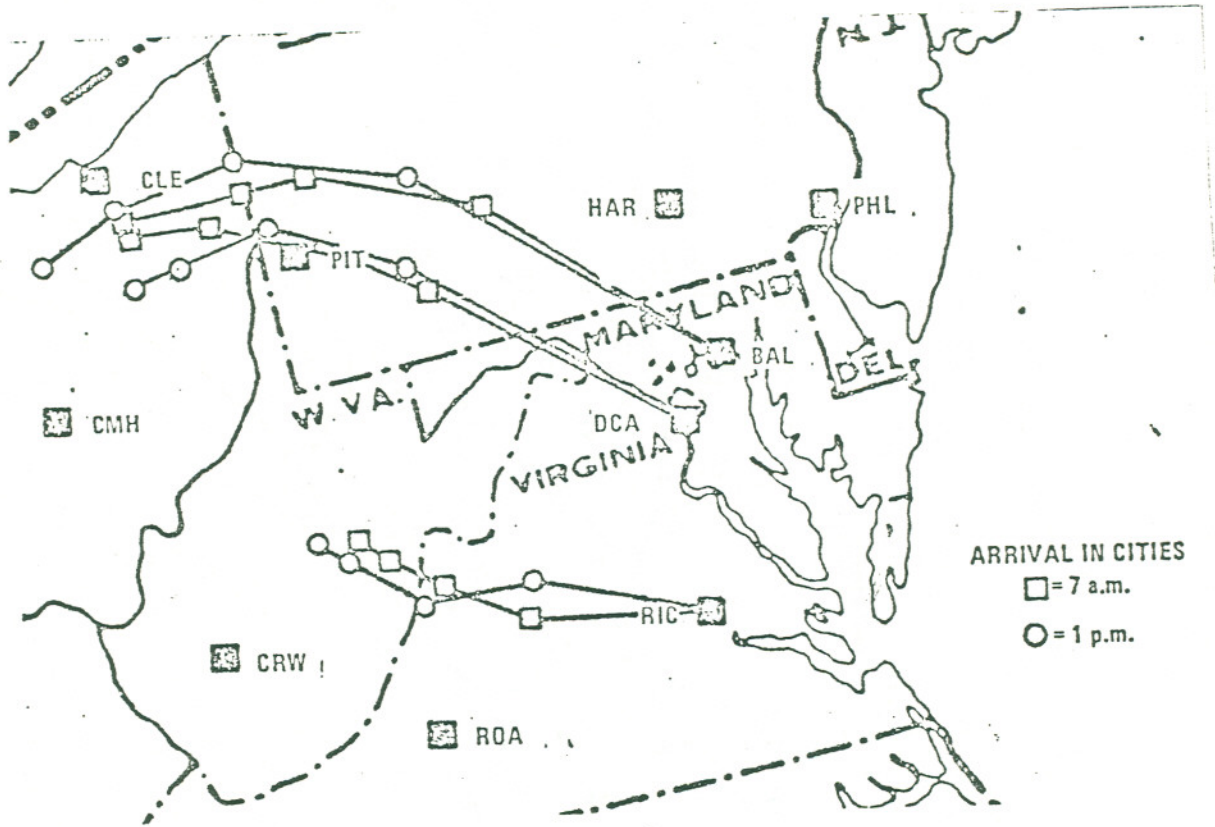 N J
CLE
HAR
PHL
PIT
MARYLAND
BAL
DEL
W. VA.
CMH
DCA
VIRGINIA
ARRIVAL IN CITIES
= 7 a.m.
= 1 p.m.
RIC
CRW
ROA